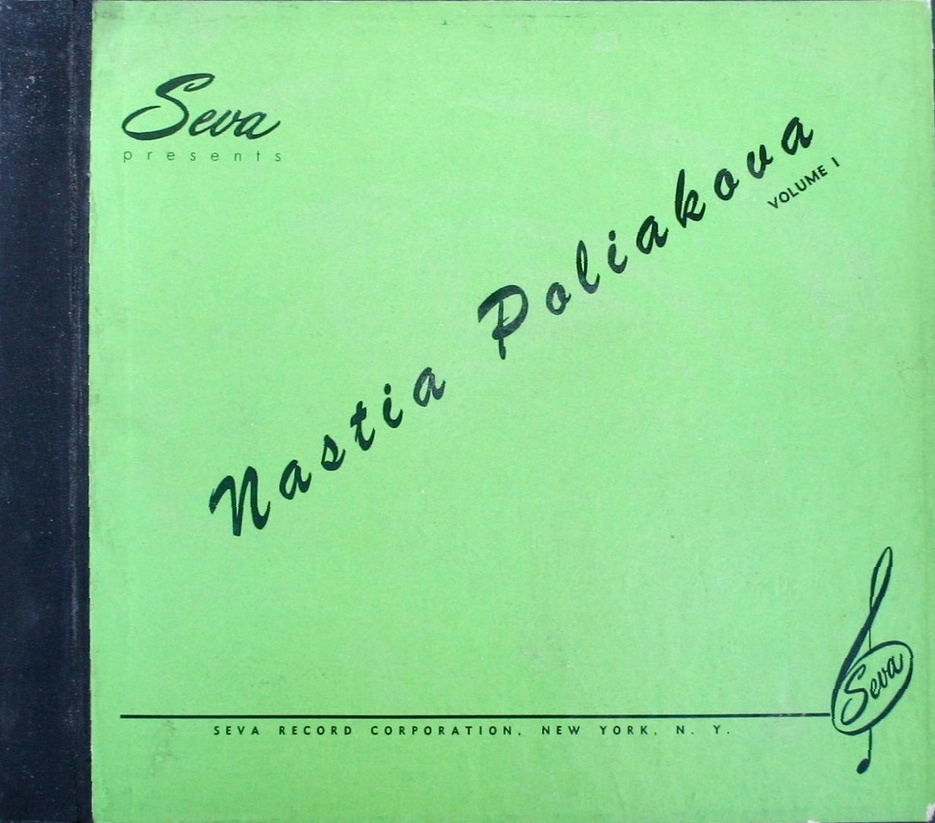 Seva
presents
Nastia Poliakova
VOLUME I
Seva
SEVA RECORD CORPORATION, NEW YORK, N. Y.